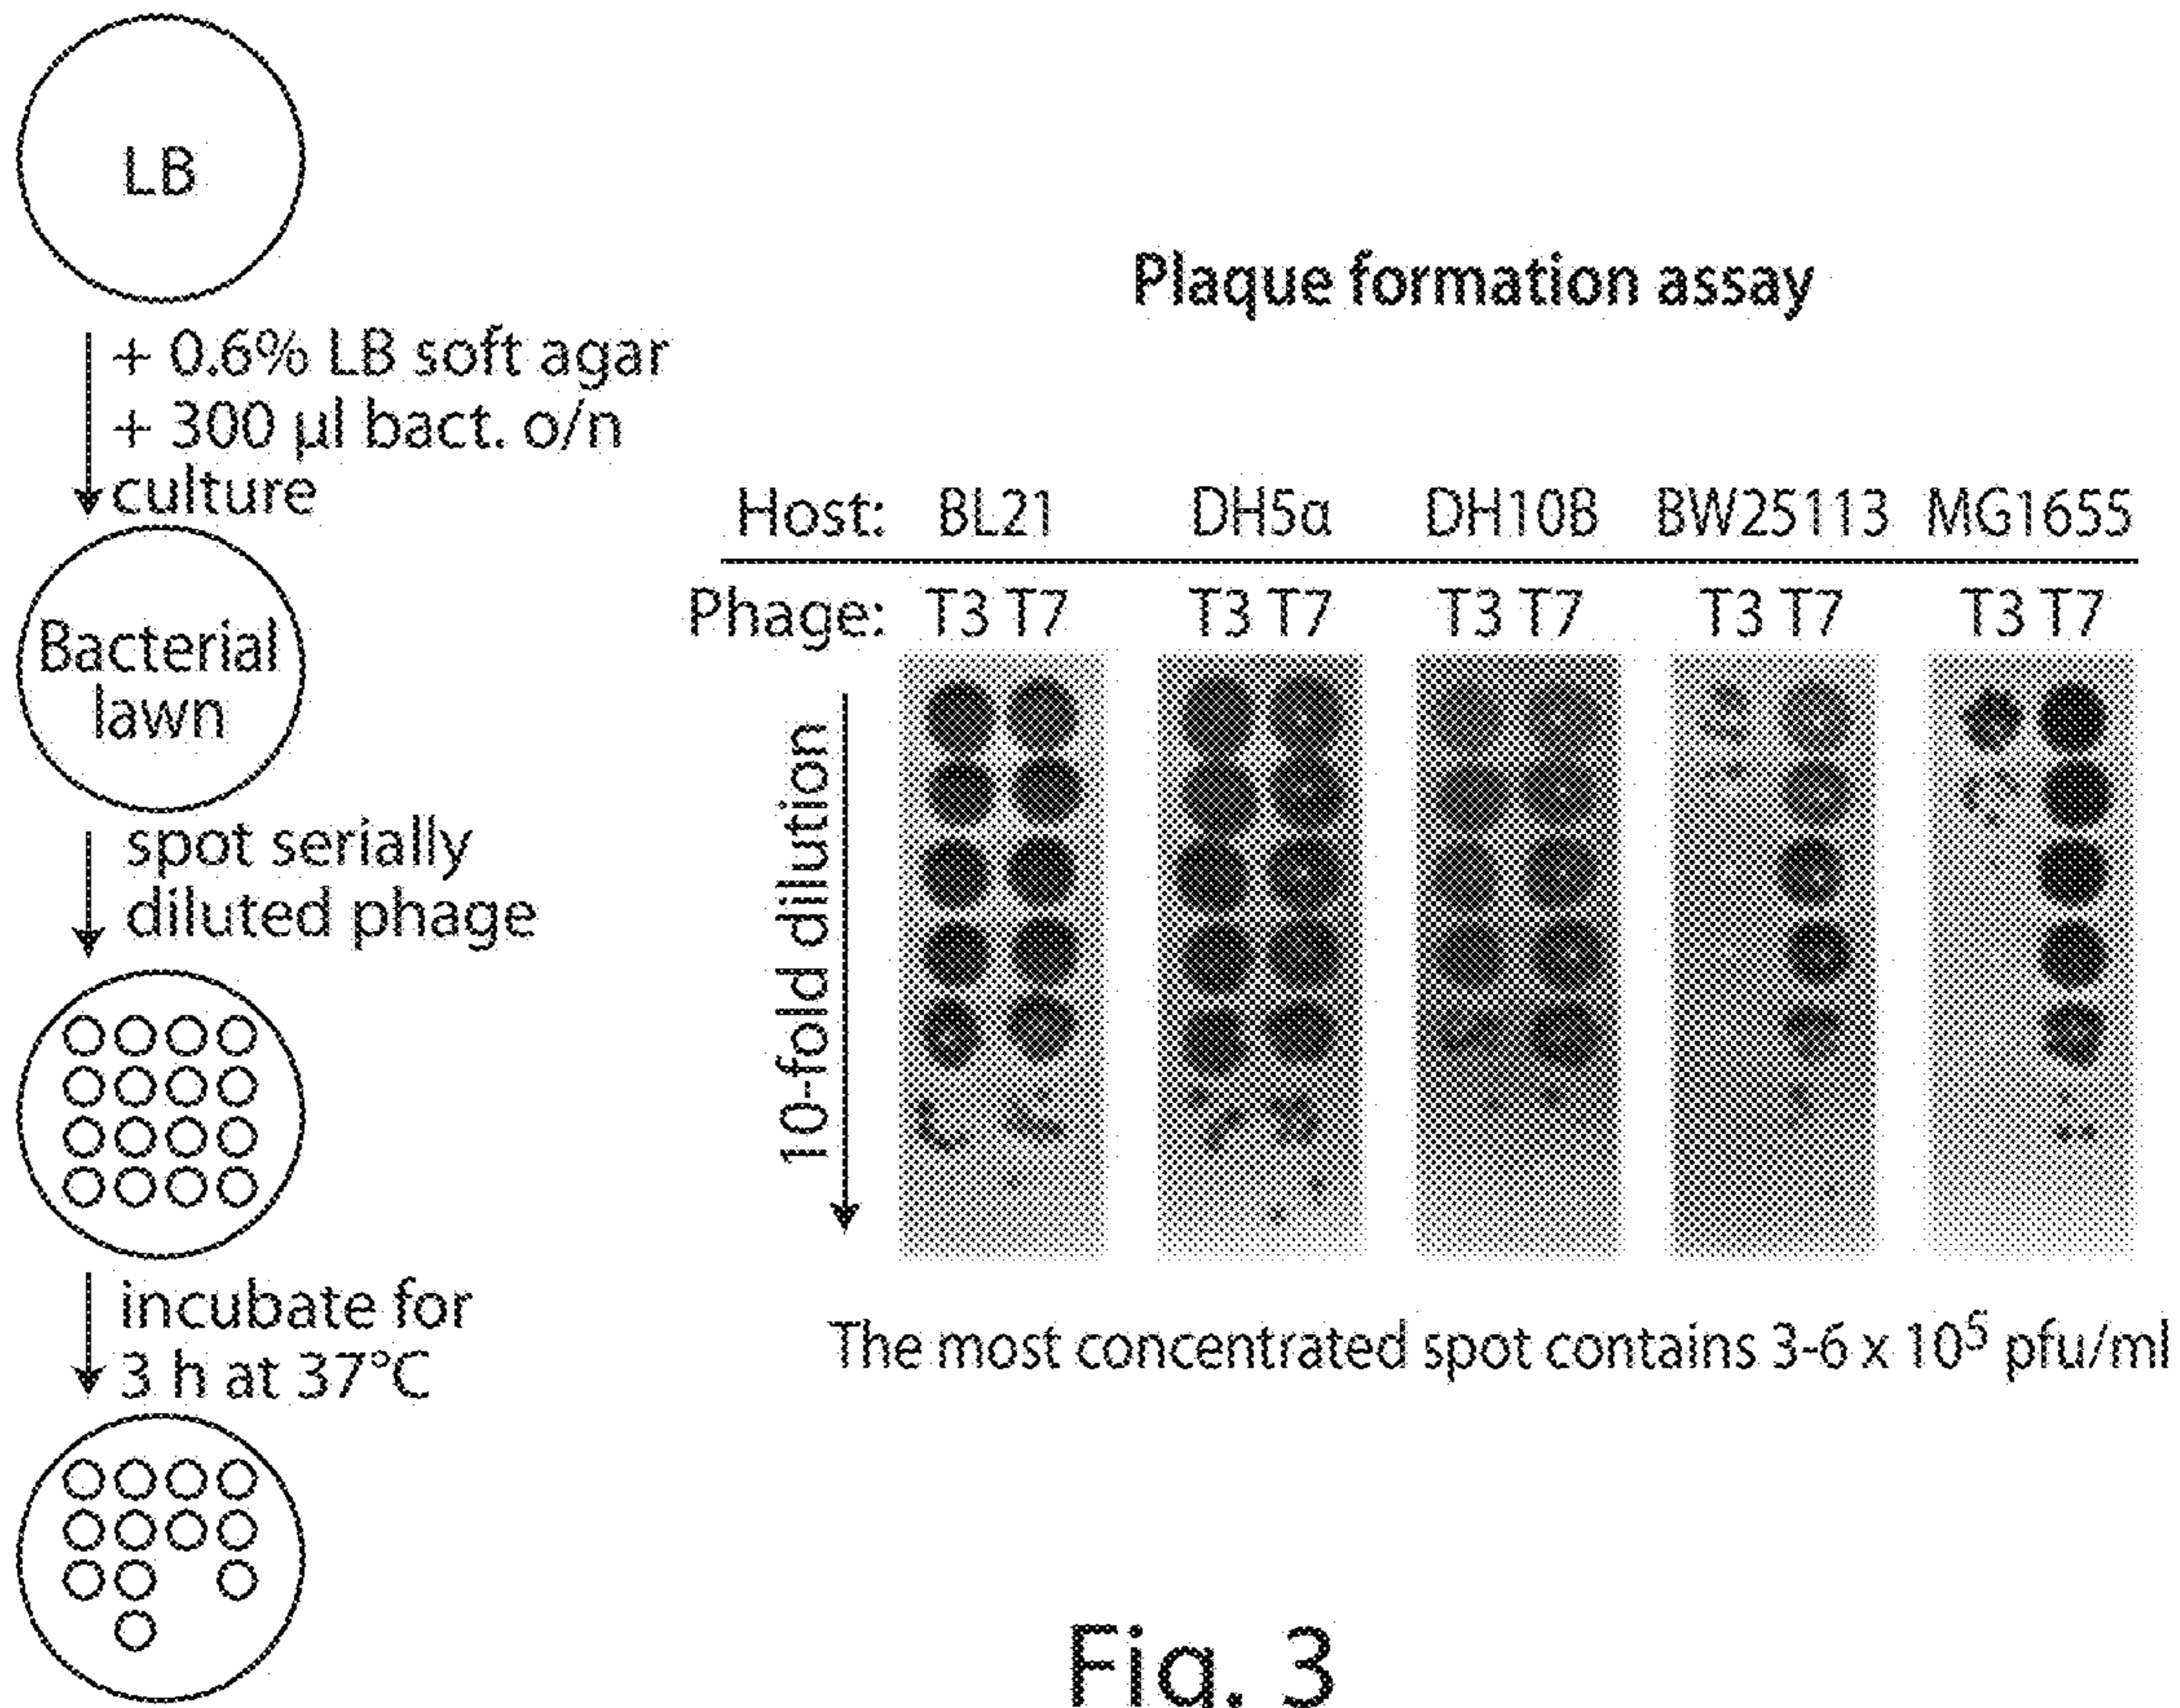 LB
+ 0.6% LB soft agar
+ 300 µl bact. o/n
culture
Bacterial
lawn
spot serially
diluted phage
incubate for
3 h at 37°C
Plaque formation assay
Host: BL21 DH5α DH10B BW25113 MG1655
Phage: T3 T7 T3 T7 T3 T7 T3 T7 T3 T7
10-fold dilution
The most concentrated spot contains 3-6 x 10⁵ pfu/ml
Fig. 3